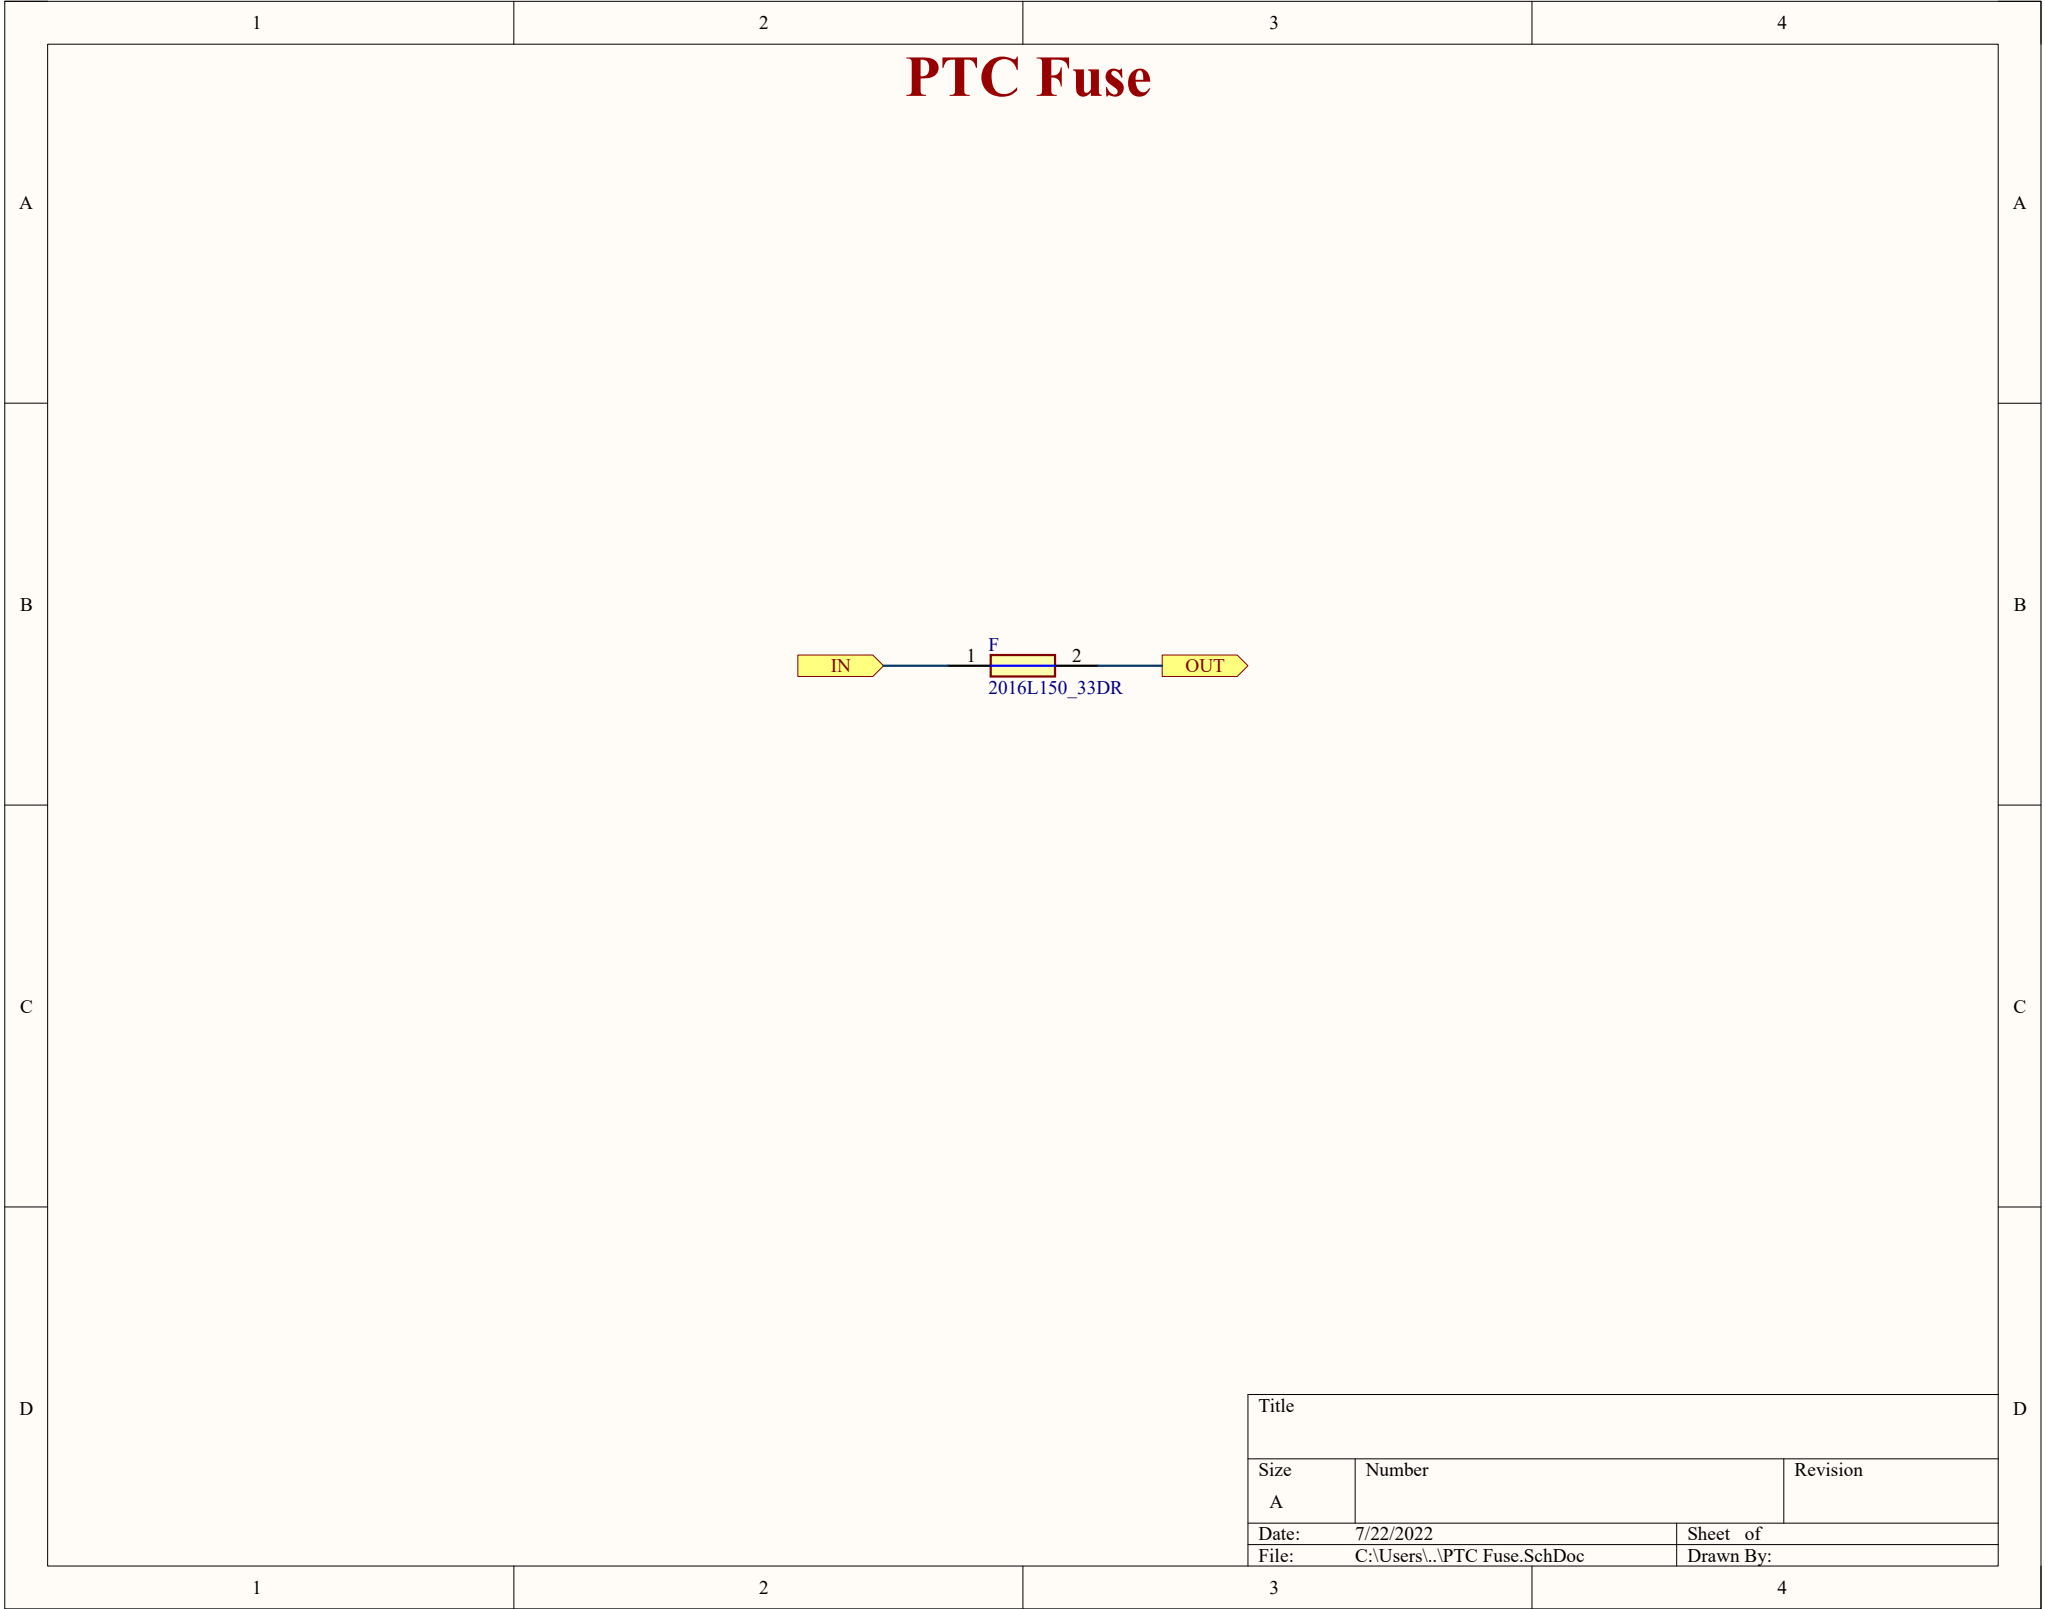 1 2 3 4
PTC Fuse
A A
B B
F
1 2
IN OUT
2016L150_33DR
C C
D D
Title
Size Number Revision
A
Date: 7/22/2022 Sheet of
File: C:\Users\..\PTC Fuse.SchDoc Drawn By:
1 2 3 4